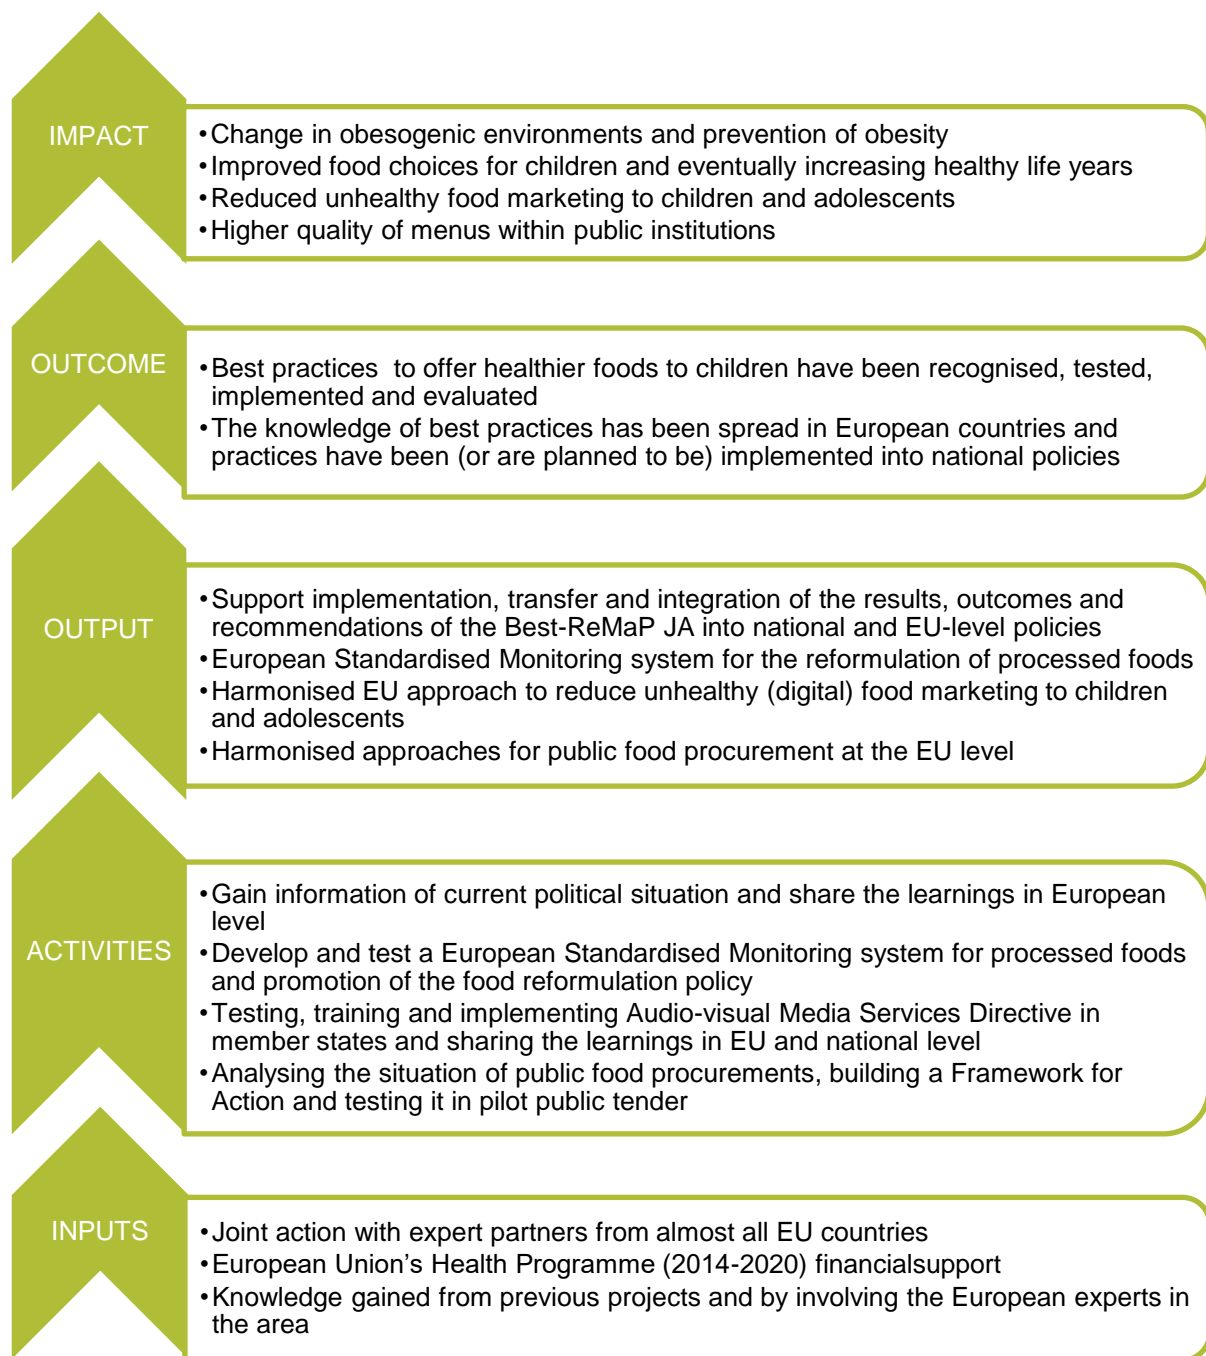 IMPACT
•Change in obesogenic environments and prevention of obesity
•Improved food choices for children and eventually increasing healthy life years
•Reduced unhealthy food marketing to children and adolescents
•Higher quality of menus within public institutions
OUTCOME
•Best practices to offer healthier foods to children have been recognised, tested,
implemented and evaluated
•The knowledge of best practices has been spread in European countries and
practices have been (or are planned to be) implemented into national policies
OUTPUT
•Support implementation, transfer and integration of the results, outcomes and
recommendations of the Best-ReMaP JA into national and EU-level policies
•European Standardised Monitoring system for the reformulation of processed foods
•Harmonised EU approach to reduce unhealthy (digital) food marketing to children
and adolescents
•Harmonised approaches for public food procurement at the EU level
ACTIVITIES
•Gain information of current political situation and share the learnings in European
level
•Develop and test a European Standardised Monitoring system for processed foods
and promotion of the food reformulation policy
•Testing, training and implementing Audio-visual Media Services Directive in
member states and sharing the learnings in EU and national level
•Analysing the situation of public food procurements, building a Framework for
Action and testing it in pilot public tender
INPUTS
•Joint action with expert partners from almost all EU countries
•European Union’s Health Programme (2014-2020) financialsupport
•Knowledge gained from previous projects and by involving the European experts in
the area